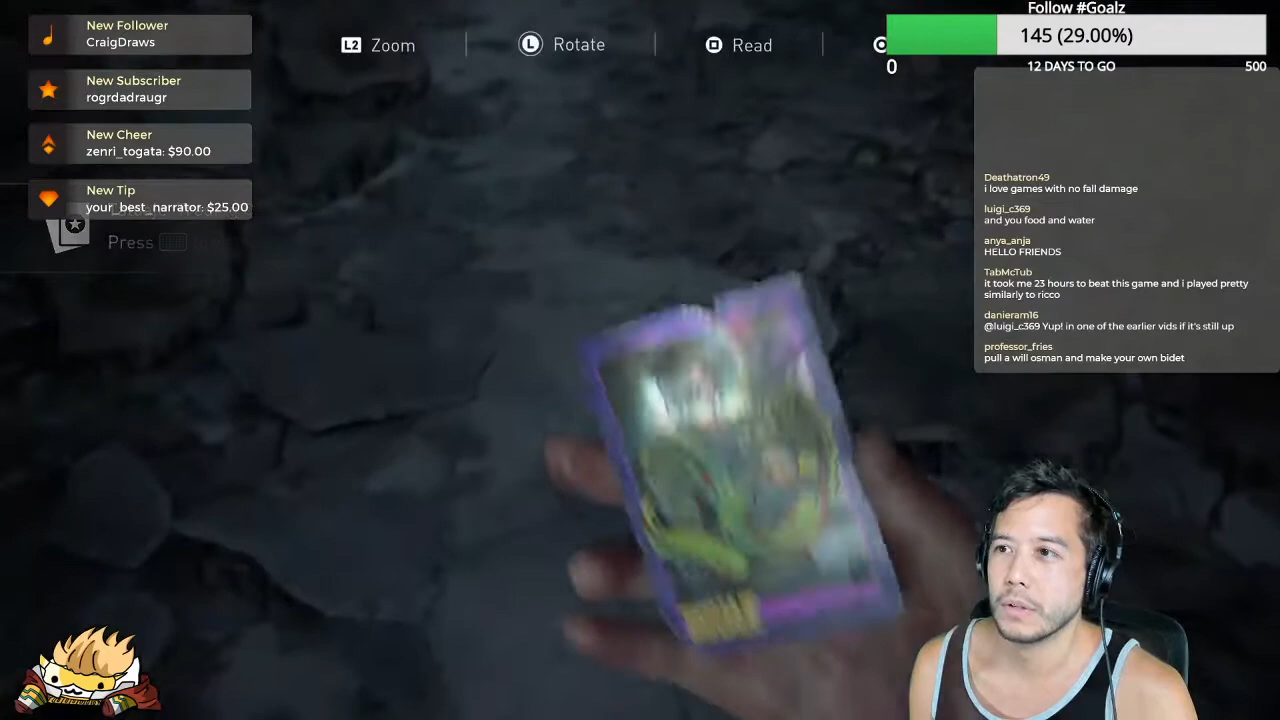 New Follower
CraigDraws
New Subscriber
rogrdadraugr
New Cheer
zenri_togata: $90.00
New Tip
your_best_narrator: $25.00
Press
L2 Zoom
L Rotate
Read
Follow #Goalz
145 (29.00%)
0
12 DAYS TO GO
500
Deathatron49
i love games with no fall damage
luigi_c369
and you food and water
anya_anja
HELLO FRIENDS
TabMcTub
it took me 23 hours to beat this game and i played pretty
similarly to ricco
danieram16
@luigi_c369 Yup! in one of the earlier vids if it's still up
professor_fries
pull a will osman and make your own bidet